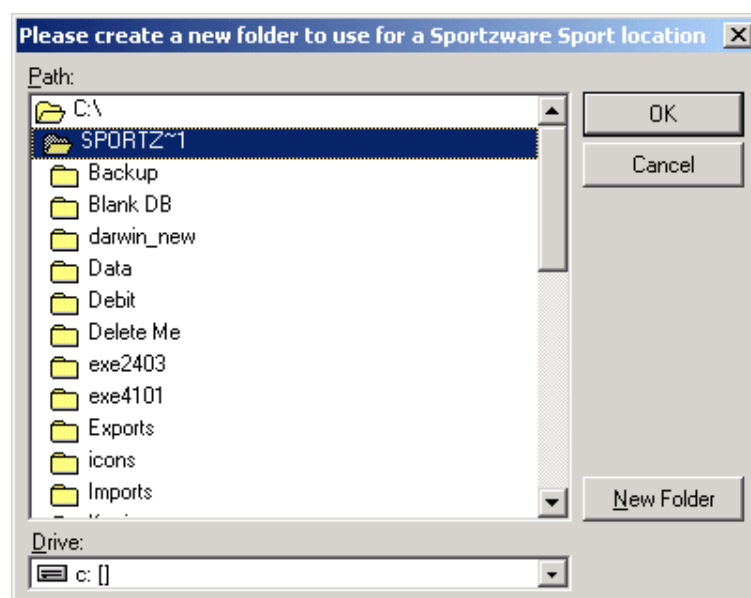 Please create a new folder to use for a Sportzware Sport location
Path:
C:\
SPORTZ~1
Backup
Blank DB
darwin_new
Data
Debit
Delete Me
exe2403
exe4101
Exports
icons
Imports
OK
Cancel
New Folder
Drive:
c: []